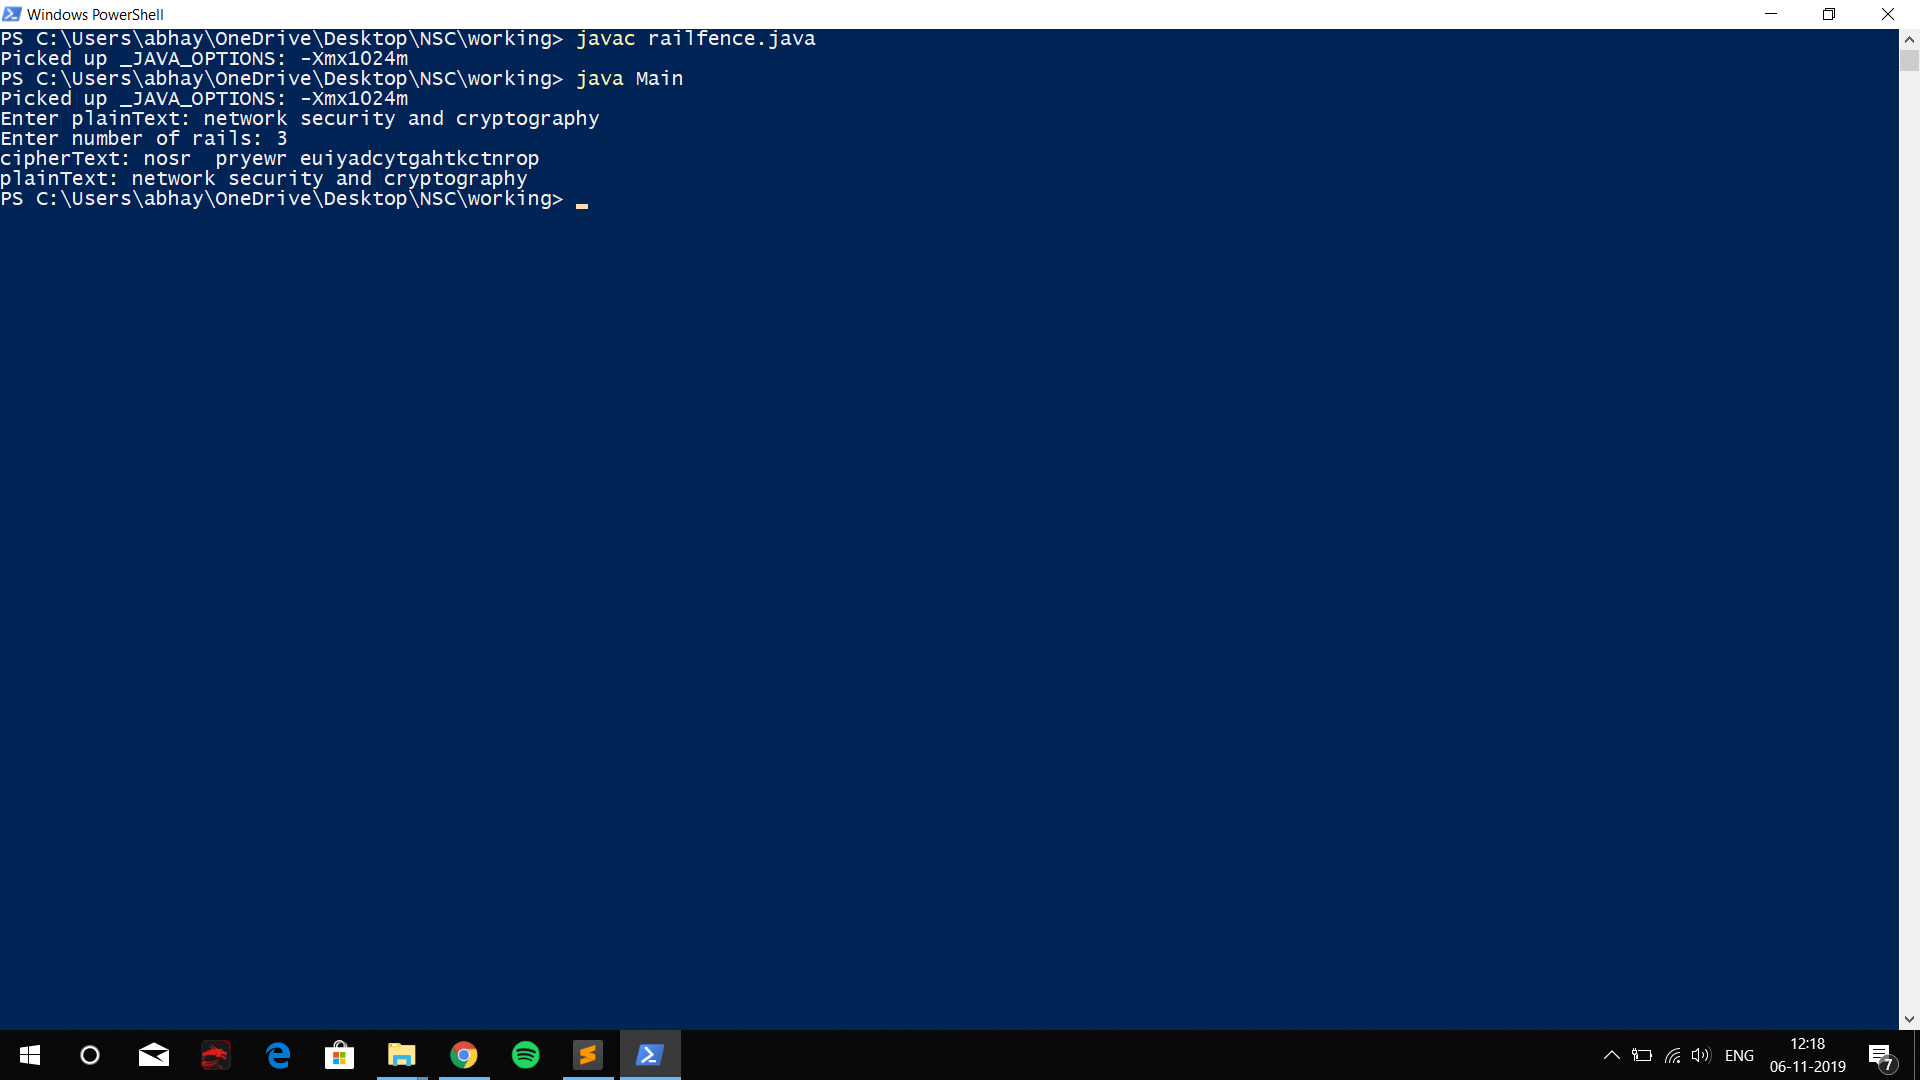 Windows PowerShell
PS C:\Users\abhay\OneDrive\Desktop\NSC\working> javac railfence.java
Picked up _JAVA_OPTIONS: -Xmx1024m
PS C:\Users\abhay\OneDrive\Desktop\NSC\working> java Main
Picked up _JAVA_OPTIONS: -Xmx1024m
Enter plainText: network security and cryptography
Enter number of rails: 3
cipherText: nosr  pryewr euiyadcytgahtkctnrop
plainText: network security and cryptography
PS C:\Users\abhay\OneDrive\Desktop\NSC\working>
ENG
12:18
06-11-2019
7